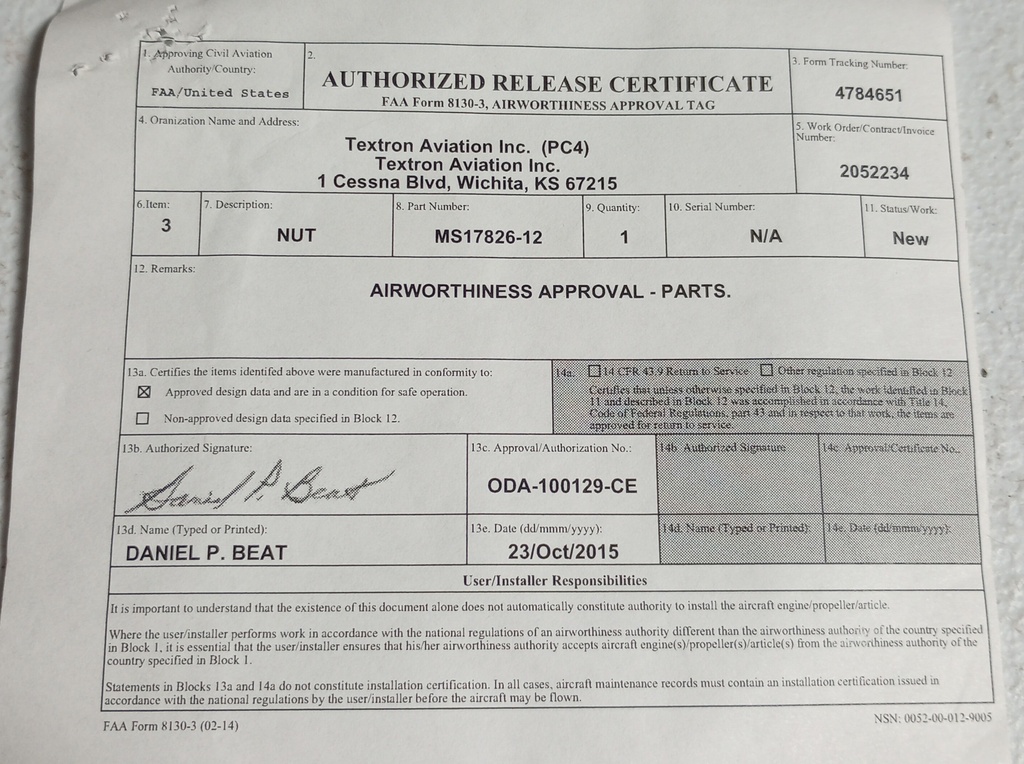 1. Approving Civil Aviation
Authority/Country:
FAA/United States
2.
AUTHORIZED RELEASE CERTIFICATE
FAA Form 8130-3, AIRWORTHINESS APPROVAL TAG
3. Form Tracking Number:
4784651
4. Oranization Name and Address:
Textron Aviation Inc. (PC4)
Textron Aviation Inc.
1 Cessna Blvd, Wichita, KS 67215
5. Work Order/Contract/Invoice
Number:
2052234
6.Item:
3
7. Description:
NUT
8. Part Number:
MS17826-12
9. Quantity:
1
10. Serial Number:
N/A
11. Status/Work:
New
12. Remarks:
AIRWORTHINESS APPROVAL - PARTS.
13a. Certifies the items identifed above were manufactured in conformity to:
Approved design data and are in a condition for safe operation.
Non-approved design data specified in Block 12.
14a. 14 CFR 43.9 Return to Service Other regulation specified in Block 12
Certifies that unless otherwise specified in Block 12, the work identified in Block
11 and described in Block 12 was accomplished in accordance with Title 14,
Code of Federal Regulations, part 43 and in respect to that work, the items are
approved for return to service.
13b. Authorized Signature:
Daniel P. Beat
13c. Approval/Authorization No.:
ODA-100129-CE
14b Authorized Signature
14c Approval/Certificate No.:
13d. Name (Typed or Printed):
DANIEL P. BEAT
13e. Date (dd/mmm/yyyy):
23/Oct/2015
14d. Name (Typed or Printed):
14e. Date (dd/mmm/yyyy):
User/Installer Responsibilities
It is important to understand that the existence of this document alone does not automatically constitute authority to install the aircraft engine/propeller/article.
Where the user/installer performs work in accordance with the national regulations of an airworthiness authority different than the airworthiness authority of the country specified
in Block 1, it is essential that the user/installer ensures that his/her airworthiness authority accepts aircraft engine(s)/propeller(s)/article(s) from the airworthiness authority of the
country specified in Block 1.
Statements in Blocks 13a and 14a do not constitute installation certification. In all cases, aircraft maintenance records must contain an installation certification issued in
accordance with the national regulations by the user/installer before the aircraft may be flown.
FAA Form 8130-3 (02-14)
NSN: 0052-00-012-9005